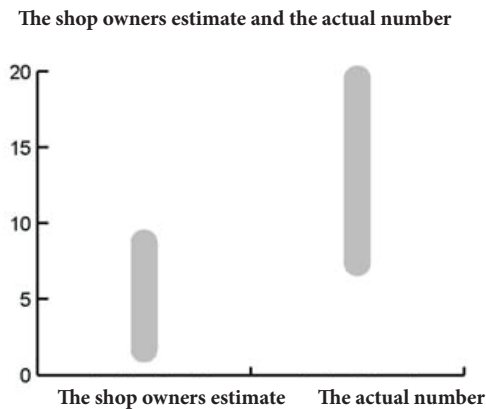 The shop owners estimate and the actual number
20
15
10
5
0
The shop owners estimate The actual number